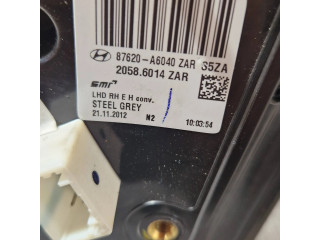 87620-A6040 ZAR S5ZA
2058.6014 ZAR
SMR
LHD RH E H conv.
STEEL GREY
21.11.2012 N2 10:03:54